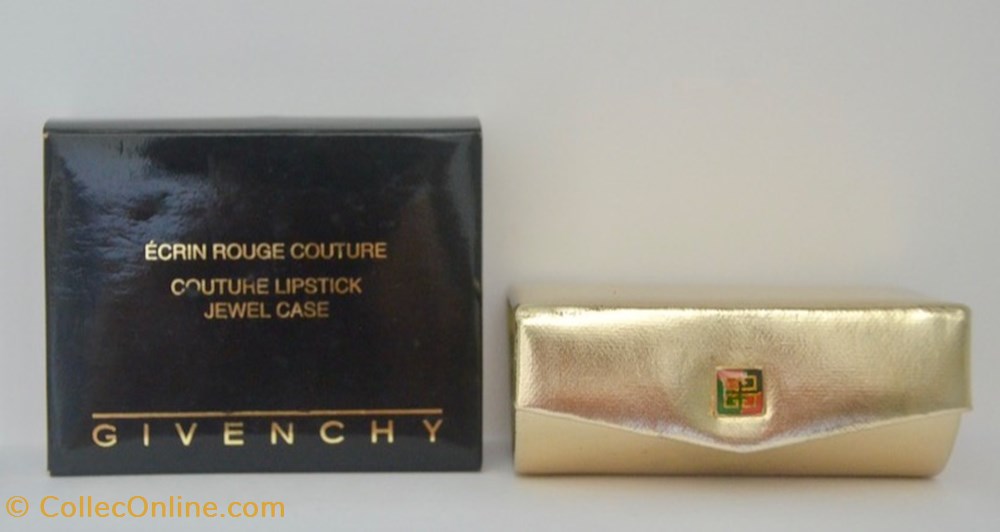 ÉCRIN ROUGE COUTURE
COUTURE LIPSTICK
JEWEL CASE
GIVENCHY
© CollecOnline.com